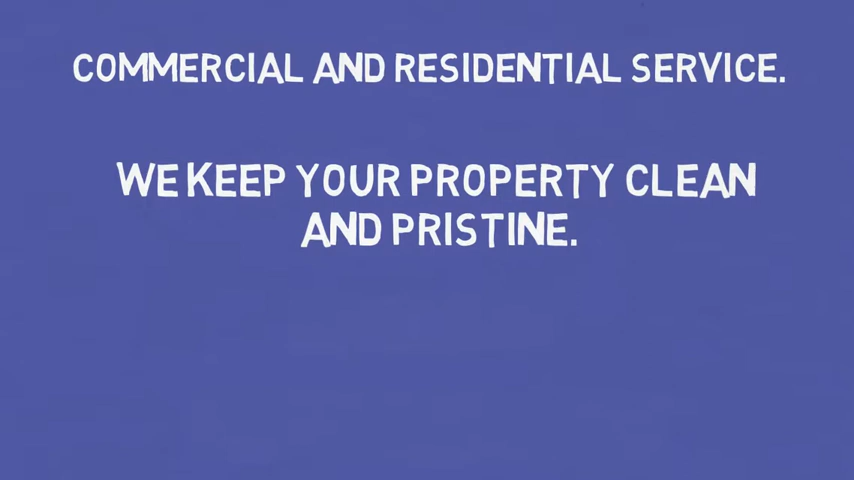 COMMERCIAL AND RESIDENTIAL SERVICE.
WE KEEP YOUR PROPERTY CLEAN
AND PRISTINE.